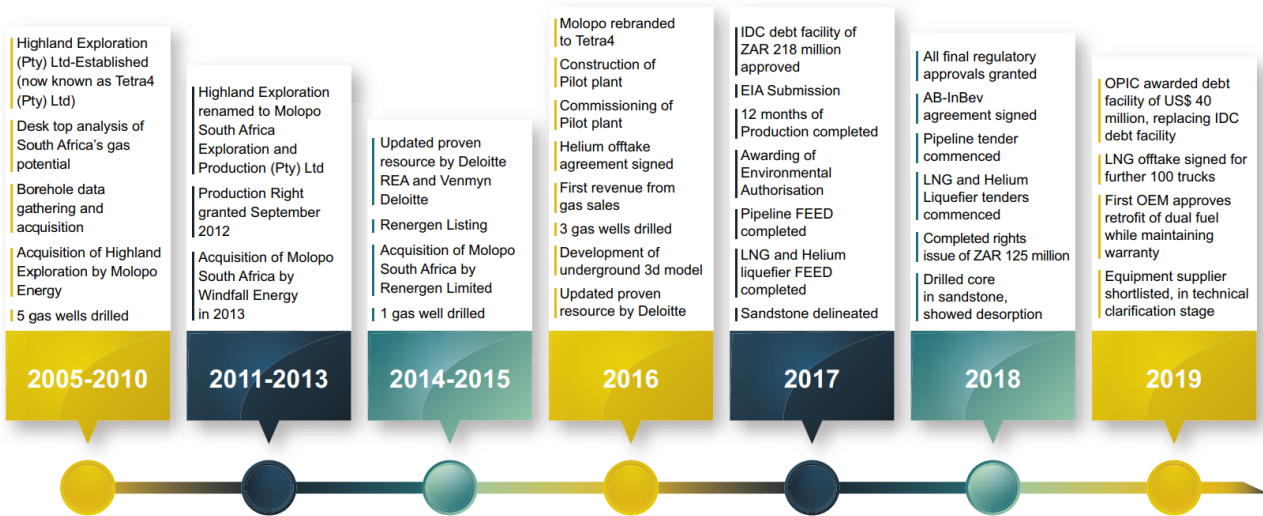 Highland Exploration
(Pty) Ltd-Established
(now known as Tetra4
(Pty) Ltd)
Desk top analysis of
South Africa's gas
potential
Borehole data
gathering and
acquisition
Acquisition of Highland
Exploration by Molopo
Energy
5 gas wells drilled
2005-2010
Highland Exploration
renamed to Molopo
South Africa
Exploration and
Production (Pty) Ltd
Production Right
granted September
2012
Acquisition of Molopo
South Africa by
Windfall Energy
in 2013
2011-2013
Updated proven
resource by Deloitte
REA and Venmyn
Deloitte
Renergen Listing
Acquisition of Molopo
South Africa by
Renergen Limited
1 gas well drilled
2014-2015
Molopo rebranded
to Tetra4
Construction of
Pilot plant
Commissioning of
Pilot plant
Helium offtake
agreement signed
First revenue from
gas sales
3 gas wells drilled
Development of
underground 3d model
Updated proven
resource by Deloitte
2016
IDC debt facility of
ZAR 218 million
approved
EIA Submission
12 months of
Production completed
Awarding of
Environmental
Authorisation
Pipeline FEED
completed
LNG and Helium
liquefier FEED
completed
Sandstone delineated
2017
All final regulatory
approvals granted
AB-InBev
agreement signed
Pipeline tender
commenced
LNG and Helium
Liquefier tenders
commenced
Completed rights
issue of ZAR 125 million
Drilled core
in sandstone,
showed desorption
2018
OPIC awarded debt
facility of US$ 40
million, replacing IDC
debt facility
LNG offtake signed for
further 100 trucks
First OEM approves
retrofit of dual fuel
while maintaining
warranty
Equipment supplier
shortlisted, in technical
clarification stage
2019